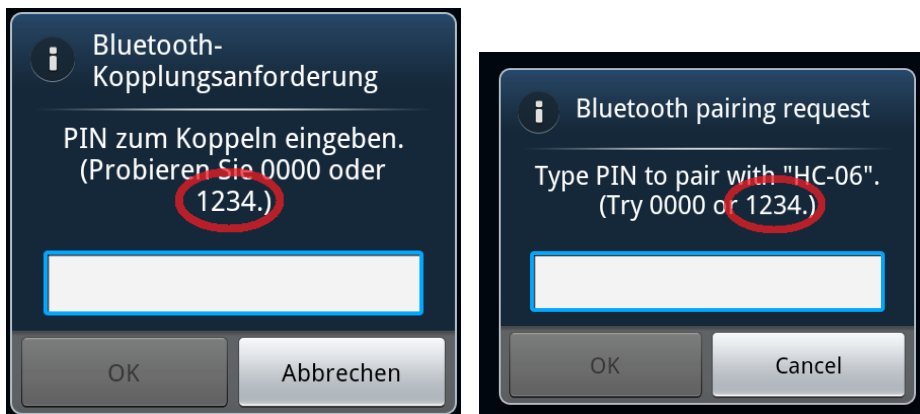 Bluetooth-
Kopplungsanforderung
PIN zum Koppeln eingeben.
(Probieren Sie 0000 oder
1234.)
OK
Abbrechen
Bluetooth pairing request
Type PIN to pair with "HC-06".
(Try 0000 or 1234.)
OK
Cancel